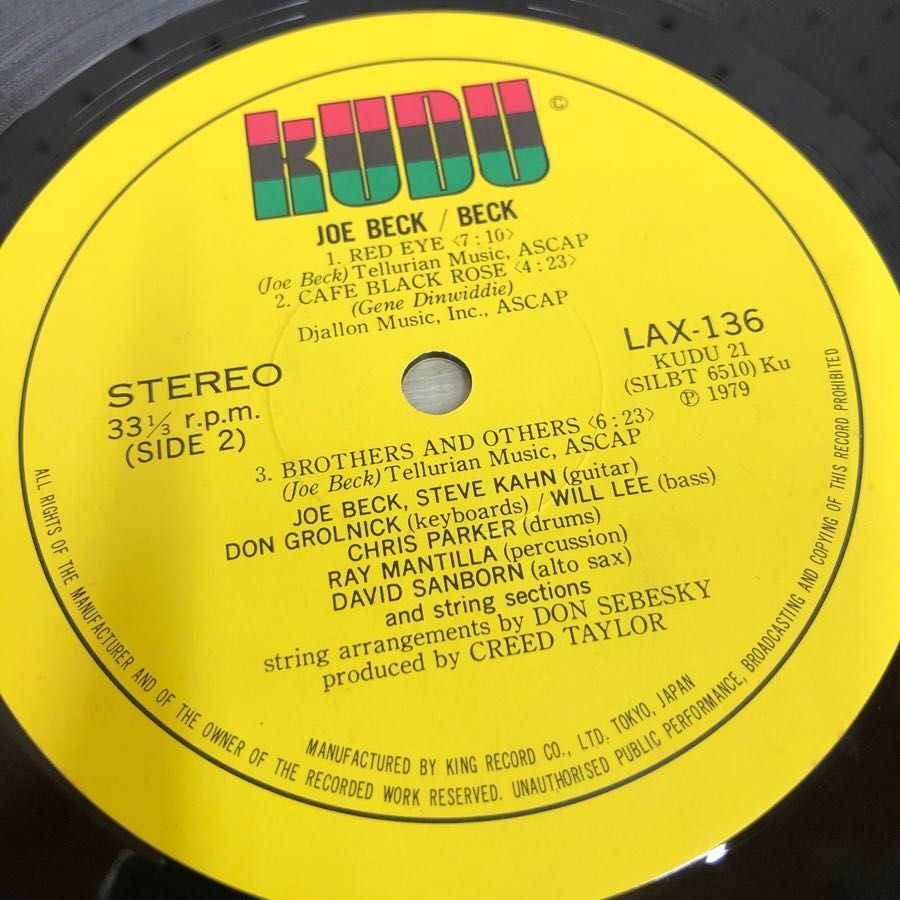 KUDU ©
JOE BECK / BECK
1. RED EYE <7:10>
(Joe Beck) Tellurian Music, ASCAP
2. CAFE BLACK ROSE <4:23>
(Gene Dinwiddie)
Djallon Music, Inc., ASCAP
STEREO
33 1/3 r.p.m.
(SIDE 2)
LAX-136
KUDU 21
(SILBT 6510) Ku
Ⓟ 1979
3. BROTHERS AND OTHERS <6:23>
(Joe Beck) Tellurian Music, ASCAP
JOE BECK, STEVE KAHN (guitar)
DON GROLNICK (keyboards) / WILL LEE (bass)
CHRIS PARKER (drums)
RAY MANTILLA (percussion)
DAVID SANBORN (alto sax)
and string sections
string arrangements by DON SEBESKY
produced by CREED TAYLOR
MANUFACTURED BY KING RECORD CO., LTD. TOKYO, JAPAN
ALL RIGHTS OF THE MANUFACTURER AND OF THE OWNER OF THE RECORDED WORK RESERVED. UNAUTHORISED PUBLIC PERFORMANCE, BROADCASTING AND COPYING OF THIS RECORD PROHIBITED